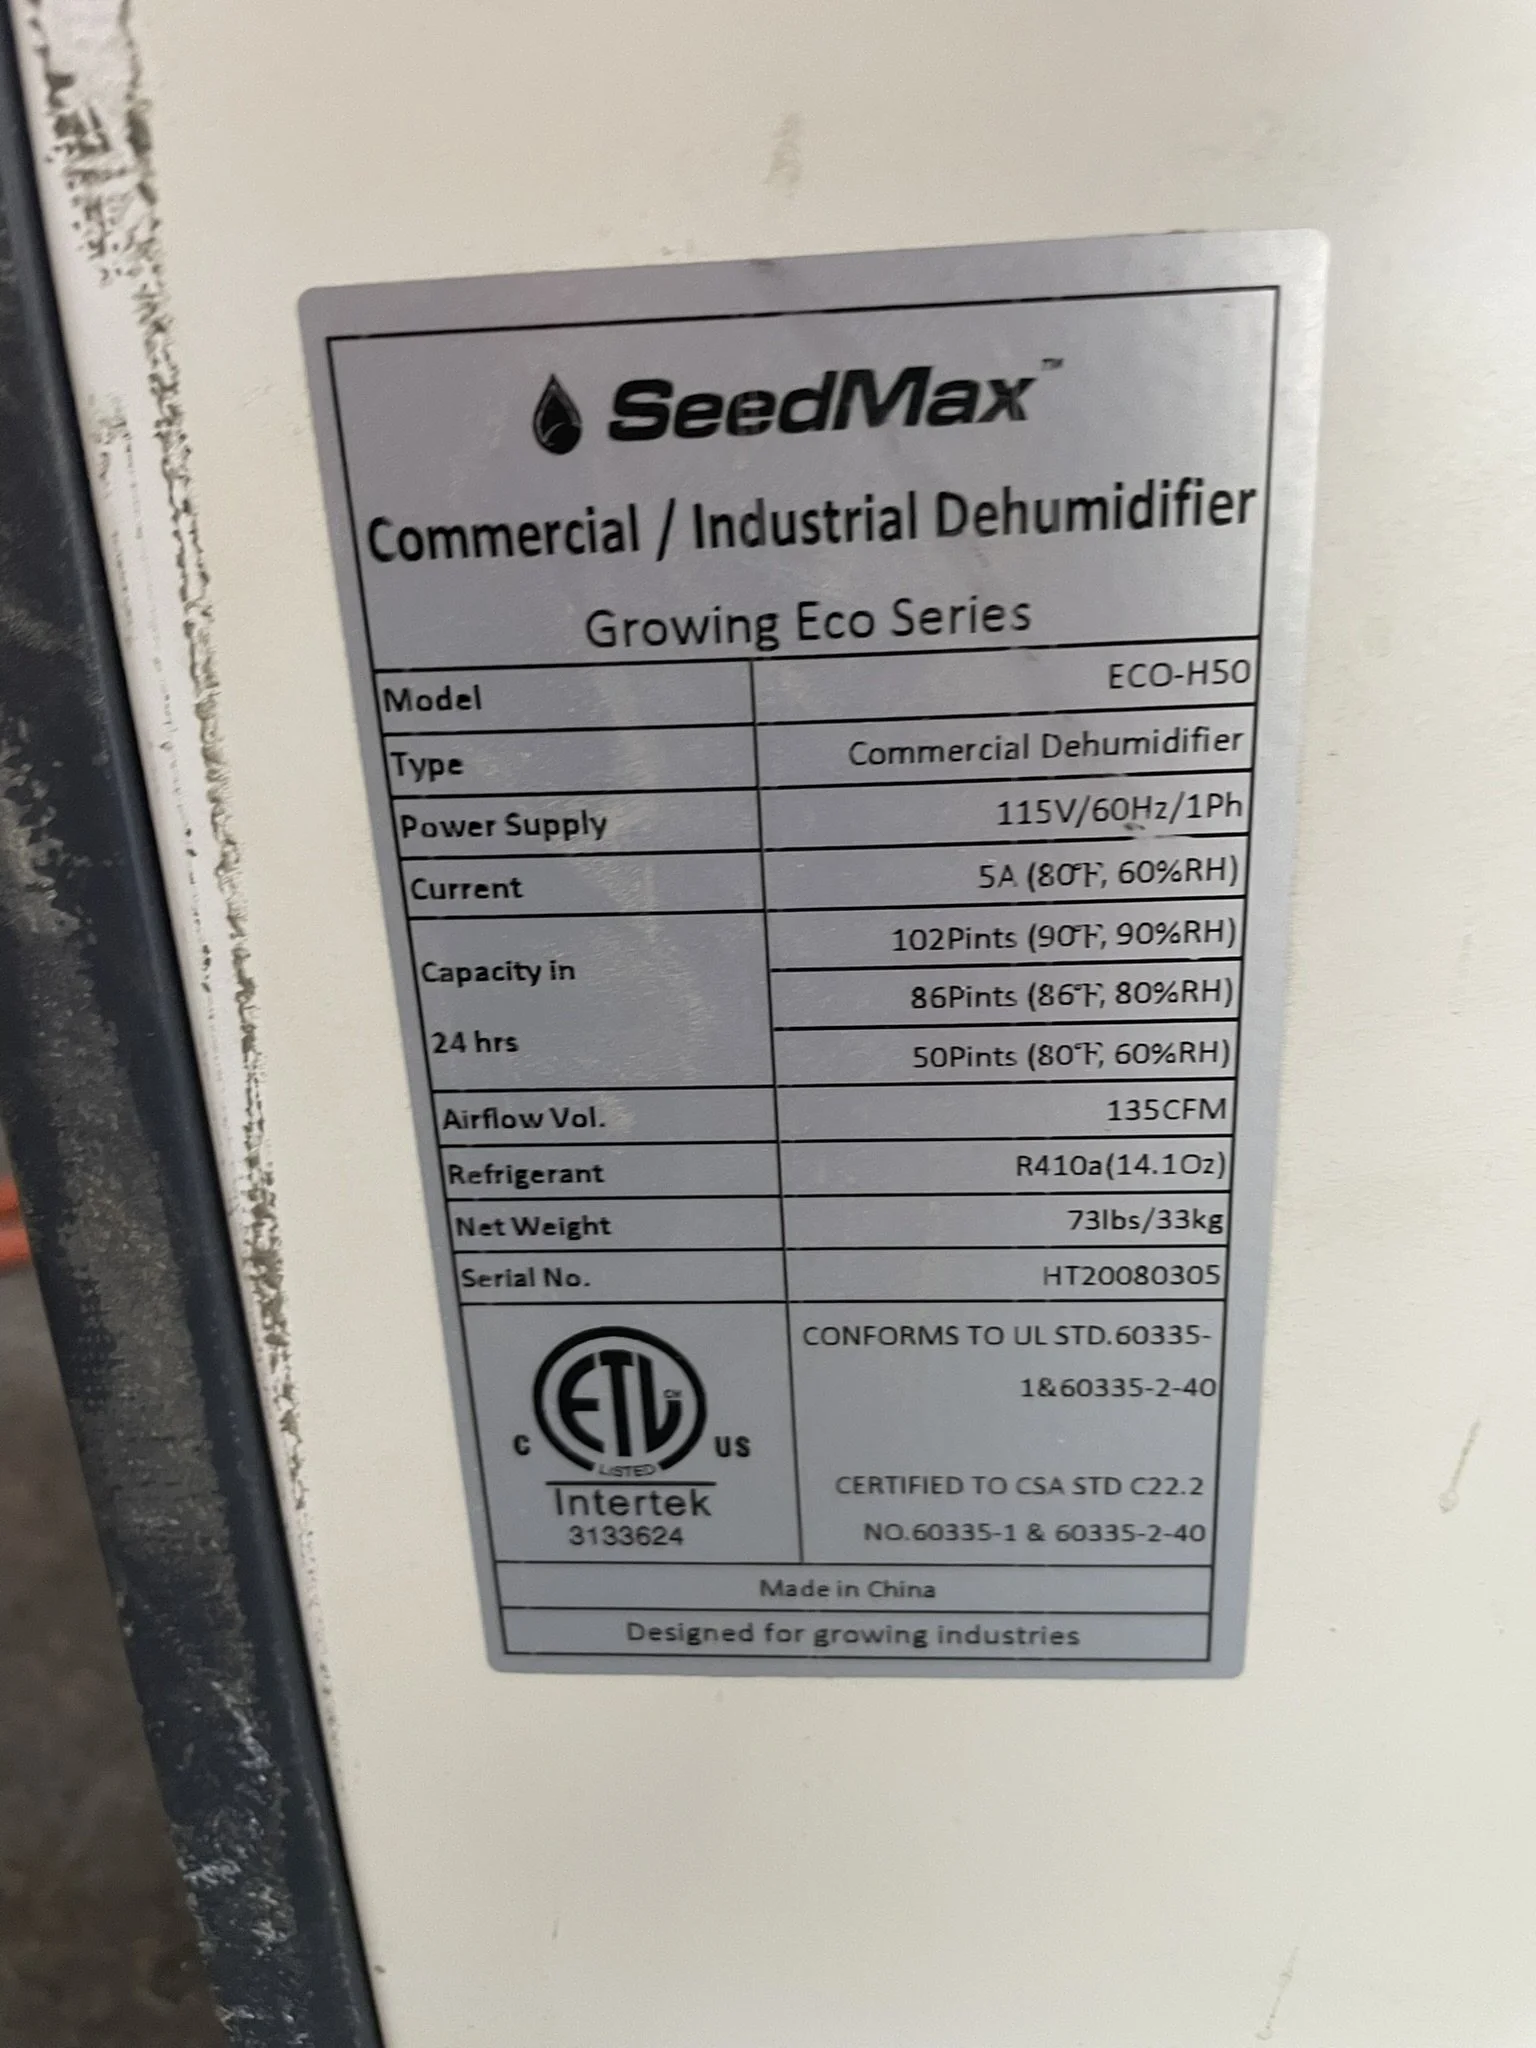 SeedMax™
Commercial / Industrial Dehumidifier
Growing Eco Series
Model ECO-H50
Type Commercial Dehumidifier
Power Supply 115V/60Hz/1Ph
Current 5A (80℉, 60%RH)
Capacity in
24 hrs
102Pints (90℉, 90%RH)
86Pints (86℉, 80%RH)
50Pints (80℉, 60%RH)
Airflow Vol. 135CFM
Refrigerant R410a(14.1Oz)
Net Weight 73lbs/33kg
Serial No. HT20080305
ETL CM
C US
LISTED
Intertek
3133624
CONFORMS TO UL STD.60335-
1&60335-2-40
CERTIFIED TO CSA STD C22.2
NO.60335-1 & 60335-2-40
Made in China
Designed for growing industries